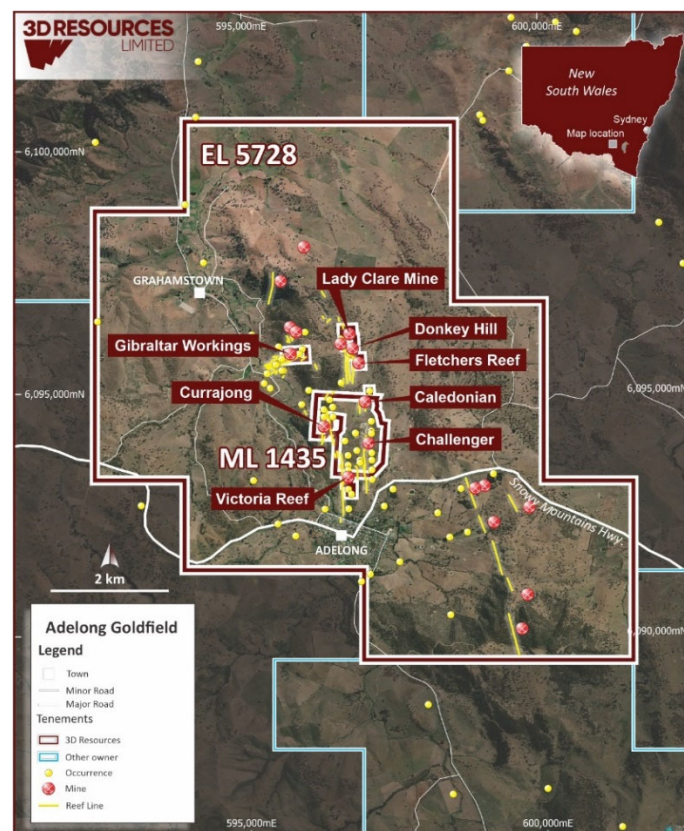 3D RESOURCES
LIMITED
595,000mE
600,000mE
New
South Wales
Sydney
Map location
6,100,000mN
EL 5728
GRAHAMSTOWN
Lady Clare Mine
Donkey Hill
Gibraltar Workings
Fletchers Reef
6,095,000mN
6,095,000mN
Currajong
Caledonian
Challenger
ML 1435
Victoria Reef
Snowy Mountains Hwy.
ADELONG
2 km
6,090,000mN
Adelong Goldfield
Legend
Town
Minor Road
Major Road
Tenements
3D Resources
Other owner
Occurrence
Mine
Reef Line
595,000mE
600,000mE